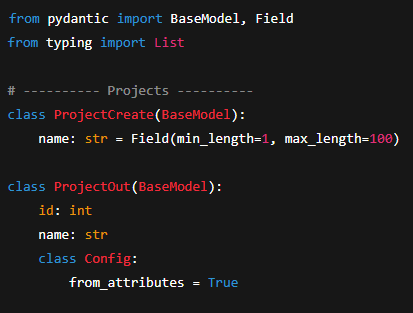 from pydantic import BaseModel, Field
from typing import List

# ---------- Projects ----------
class ProjectCreate(BaseModel):
    name: str = Field(min_length=1, max_length=100)

class ProjectOut(BaseModel):
    id: int
    name: str
    class Config:
        from_attributes = True